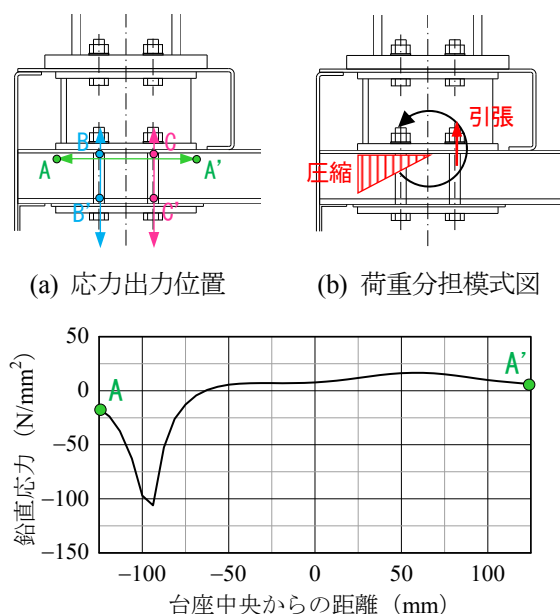 引張
圧縮
B C
A A'
B' C'
(a) 応力出力位置
(b) 荷重分担模式図
鉛直応力 (N/mm²)
50
0
−50
−100
−150
A
A'
−100 −50 0 50 100
台座中央からの距離 (mm)